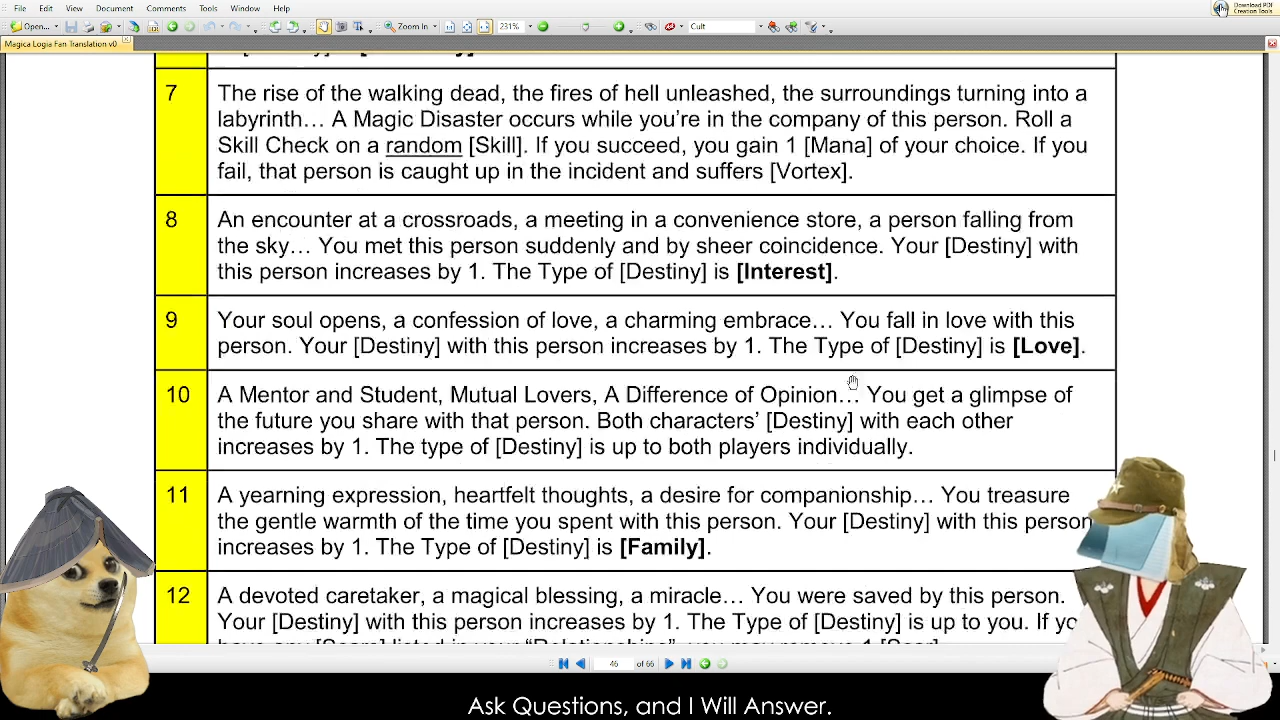 File Edit View Document Comments Tools Window Help
Download PDF
Creation Tools
Open... Zoom In 231% Cult
Magica Logia Fan Translation v0
7 The rise of the walking dead, the fires of hell unleashed, the surroundings turning into a
labyrinth… A Magic Disaster occurs while you’re in the company of this person. Roll a
Skill Check on a random [Skill]. If you succeed, you gain 1 [Mana] of your choice. If you
fail, that person is caught up in the incident and suffers [Vortex].
8 An encounter at a crossroads, a meeting in a convenience store, a person falling from
the sky… You met this person suddenly and by sheer coincidence. Your [Destiny] with
this person increases by 1. The Type of [Destiny] is [Interest].
9 Your soul opens, a confession of love, a charming embrace… You fall in love with this
person. Your [Destiny] with this person increases by 1. The Type of [Destiny] is [Love].
10 A Mentor and Student, Mutual Lovers, A Difference of Opinion… You get a glimpse of
the future you share with that person. Both characters’ [Destiny] with each other
increases by 1. The type of [Destiny] is up to both players individually.
11 A yearning expression, heartfelt thoughts, a desire for companionship… You treasure
the gentle warmth of the time you spent with this person. Your [Destiny] with this person
increases by 1. The Type of [Destiny] is [Family].
12 A devoted caretaker, a magical blessing, a miracle… You were saved by this person.
Your [Destiny] with this person increases by 1. The Type of [Destiny] is up to you. If yo
46 of 66
Ask Questions, and I Will Answer.